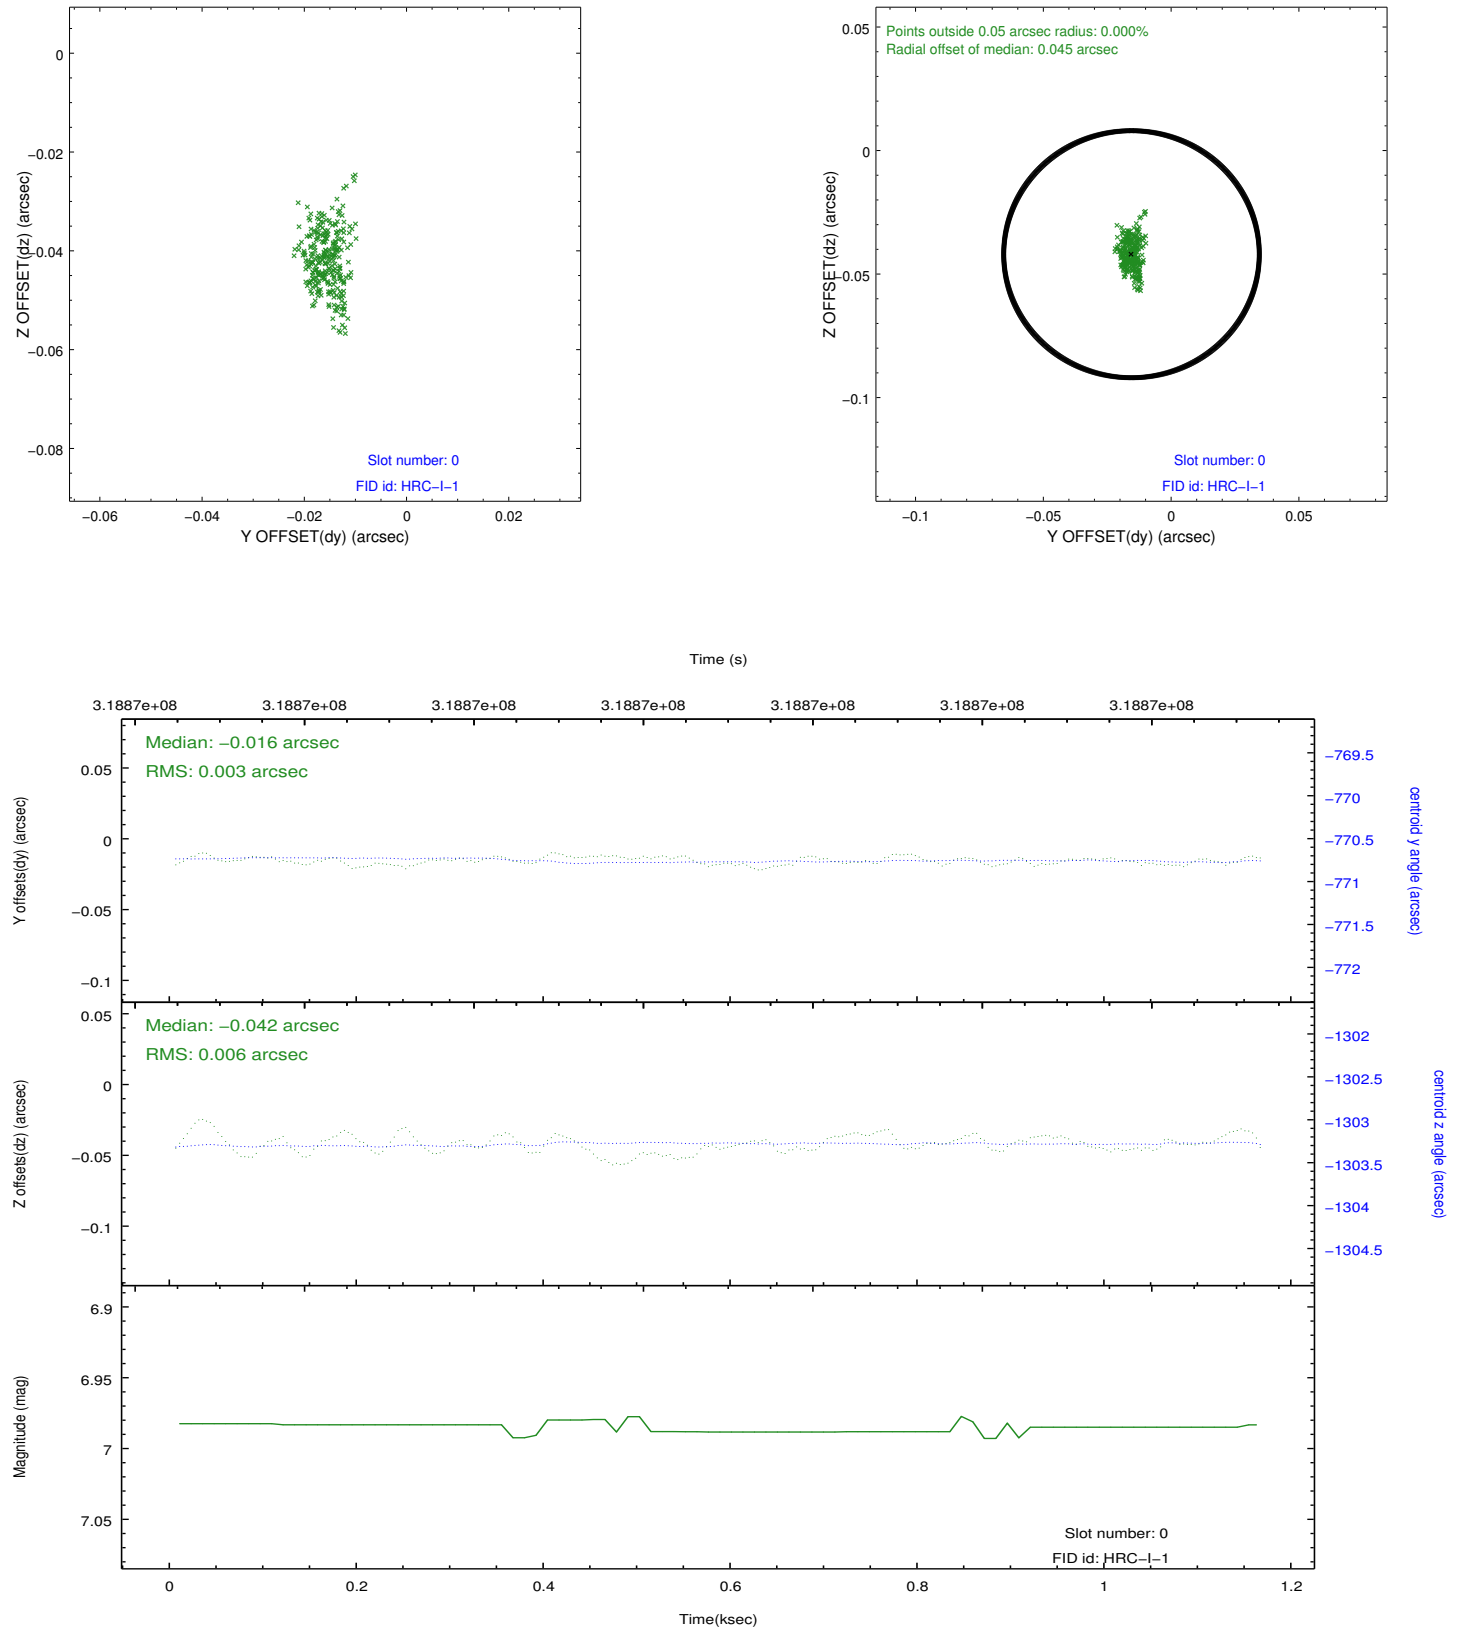 0
−0.02
−0.04
−0.06
−0.08
Z OFFSET(dz) (arcsec)
Slot number: 0
FID id: HRC−I−1
−0.06
−0.04
−0.02
0
0.02
Y OFFSET(dy) (arcsec)
Points outside 0.05 arcsec radius: 0.000%
Radial offset of median: 0.045 arcsec
0.05
0
−0.05
−0.1
Z OFFSET(dz) (arcsec)
Slot number: 0
FID id: HRC−I−1
−0.1
−0.05
0
0.05
Y OFFSET(dy) (arcsec)
Time (s)
3.1887e+08
3.1887e+08
3.1887e+08
3.1887e+08
3.1887e+08
3.1887e+08
3.1887e+08
Median: −0.016 arcsec
RMS: 0.003 arcsec
0.05
0
−0.05
−0.1
Y offsets(dy) (arcsec)
−769.5
−770
−770.5
−771
−771.5
−772
centroid y angle (arcsec)
Median: −0.042 arcsec
RMS: 0.006 arcsec
0.05
0
−0.05
−0.1
Z offsets(dz) (arcsec)
−1302
−1302.5
−1303
−1303.5
−1304
−1304.5
centroid z angle (arcsec)
6.9
6.95
7
7.05
Magnitude (mag)
Slot number: 0
FID id: HRC−I−1
0
0.2
0.4
0.6
0.8
1
1.2
Time(ksec)